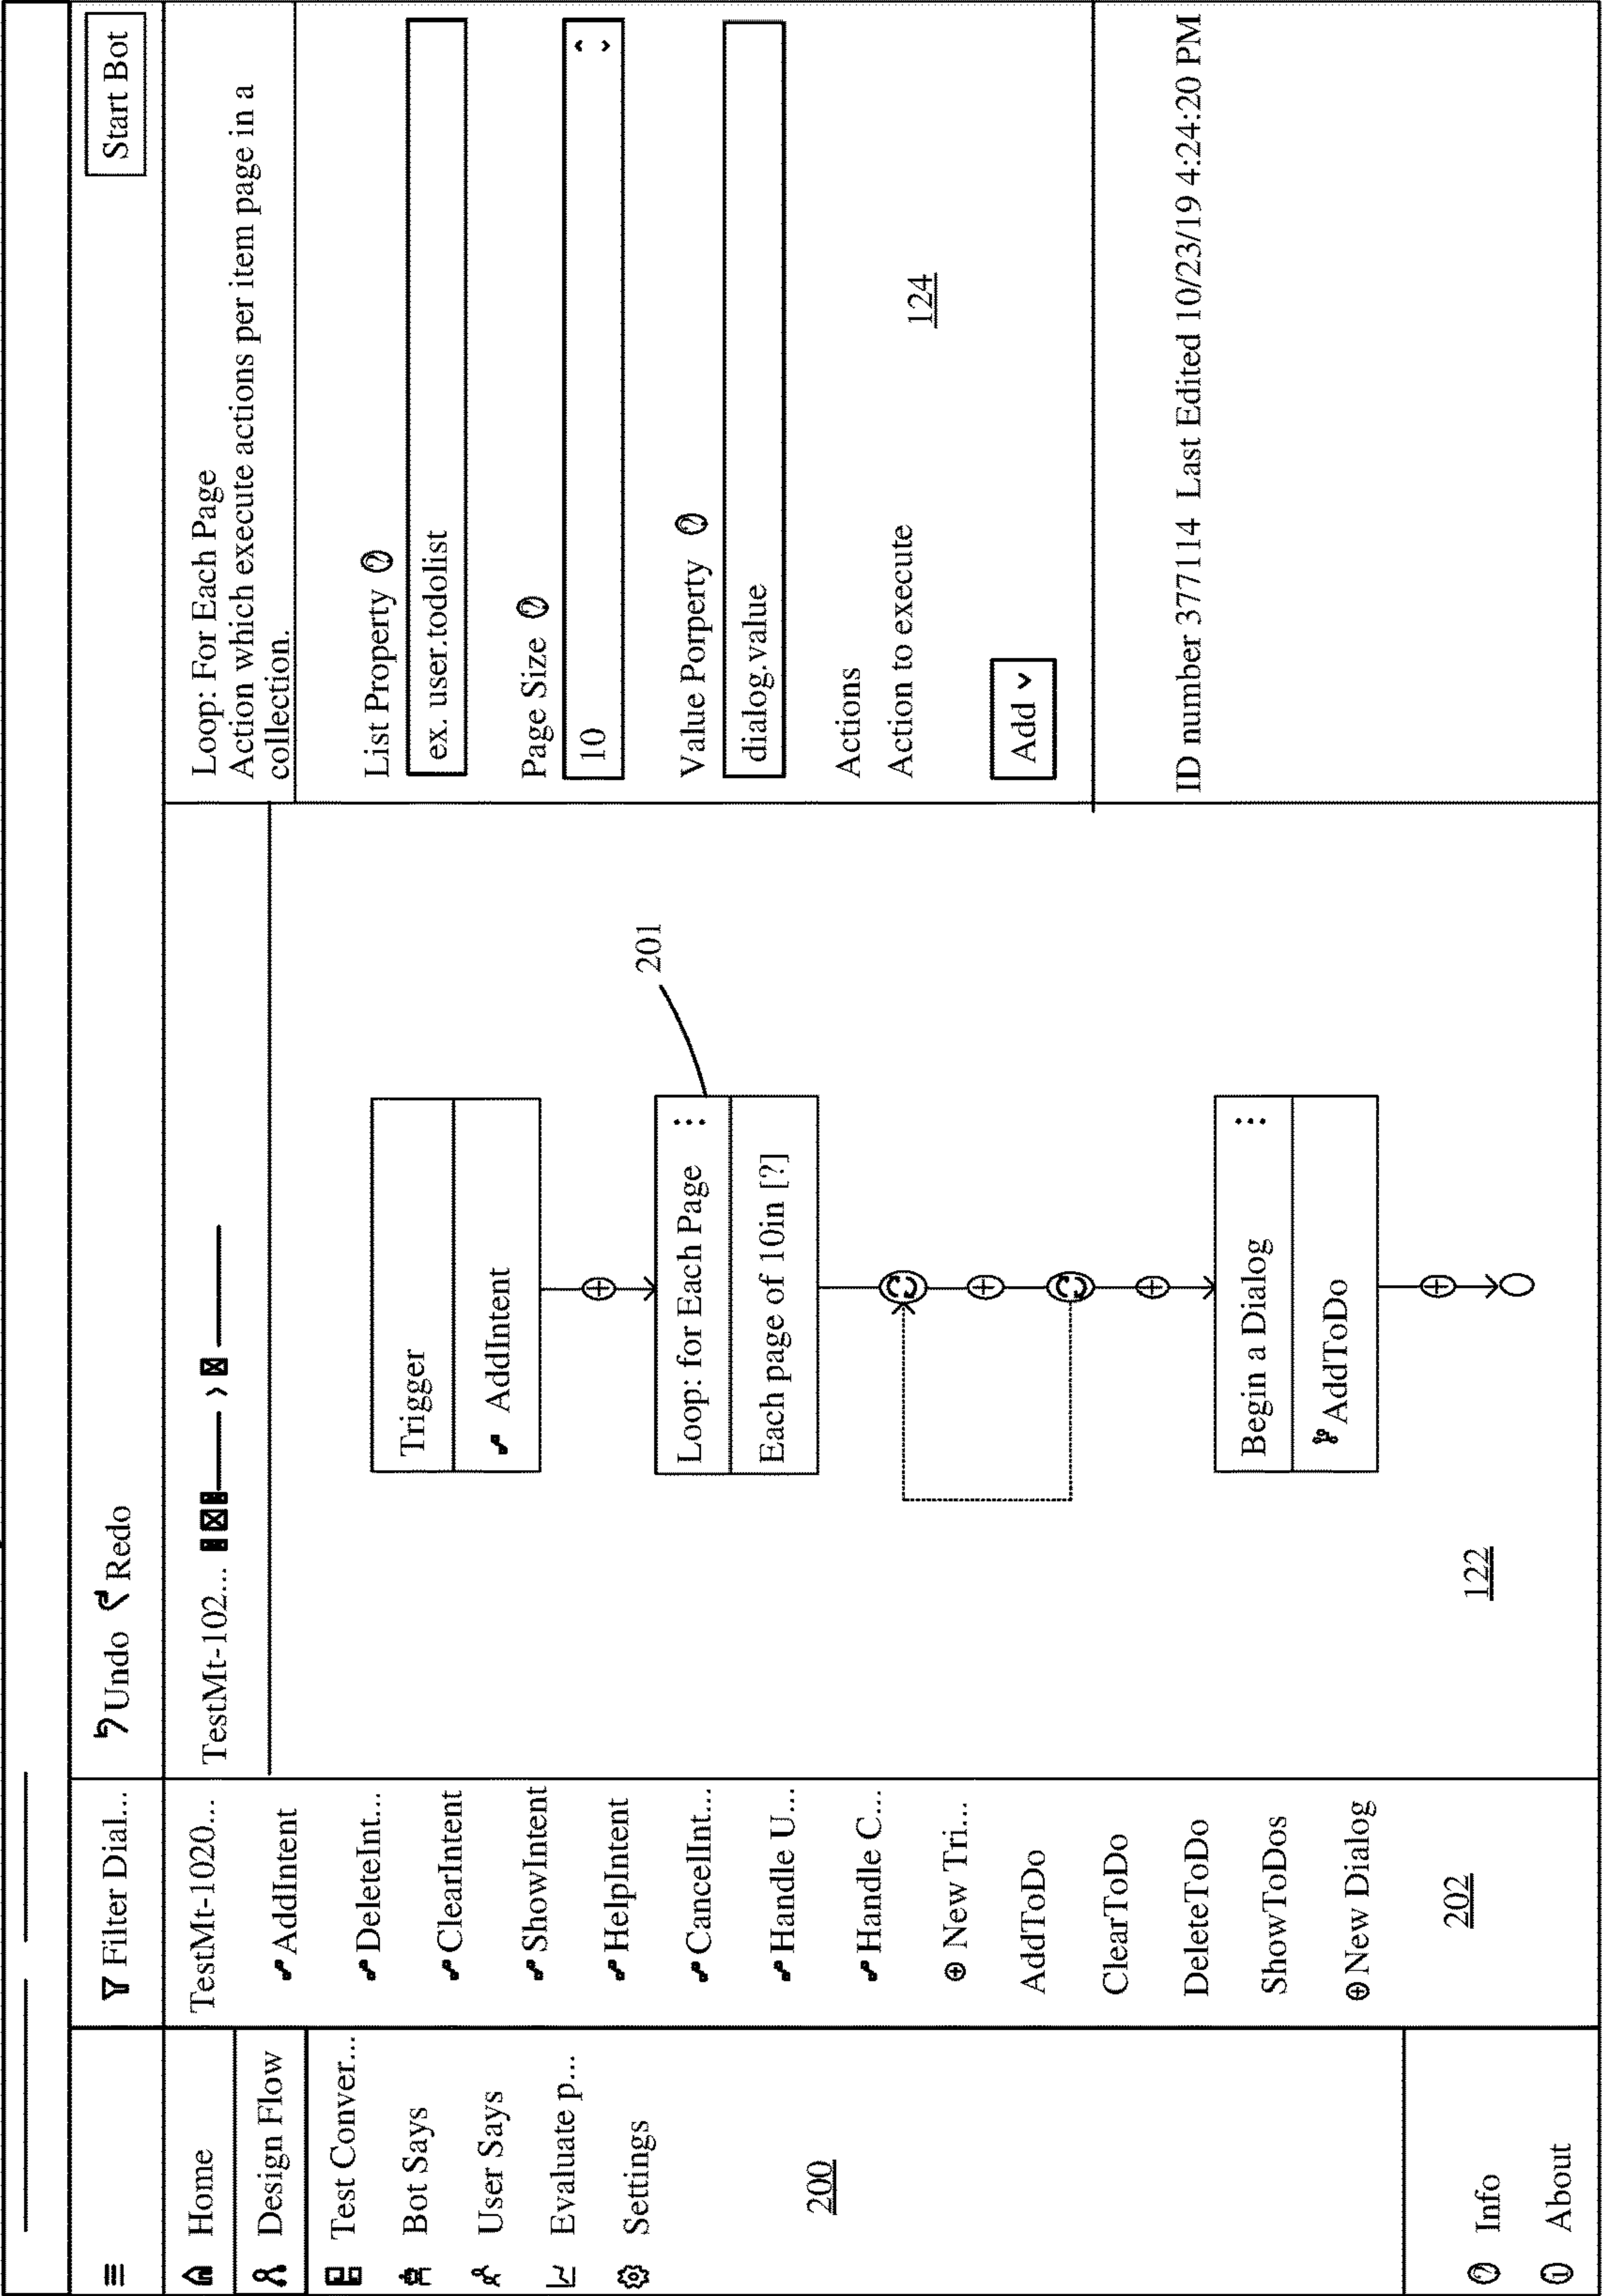 Filter Dial...
Undo
Redo
Start Bot
Home
Design Flow
Test Conver...
Bot Says
User Says
Evaluate p...
Settings
200
Info
About
TestMt-1020...
AddIntent
DeleteInt...
ClearIntent
ShowIntent
HelpIntent
CancelInt...
Handle U...
Handle C...
New Tri...
AddToDo
ClearToDo
DeleteToDo
ShowToDos
New Dialog
202
TestMt-102...
Trigger
AddIntent
201
Loop: for Each Page
Each page of 10in [?]
Begin a Dialog
AddToDo
122
Loop: For Each Page
Action which execute actions per item page in a
collection.
List Property
ex. user.todolist
Page Size
10
Value Porperty
dialog.value
Actions
Action to execute
124
Add
ID number 377114 Last Edited 10/23/19 4:24:20 PM